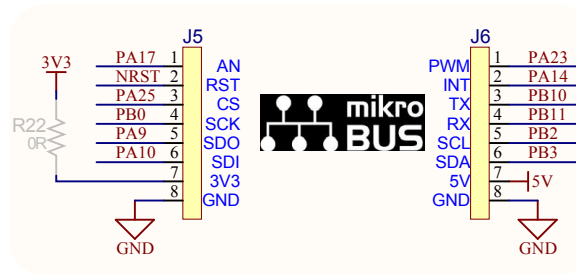 J5
3V3
PA17 1 AN
NRST 2 RST
PA25 3 CS
PB0 4 SCK
PA9 5 SDO
PA10 6 SDI
7 3V3
8 GND
R22
0R
GND
mikro
BUS
J6
PWM 1 PA23
INT 2 PA14
TX 3 PB10
RX 4 PB11
SCL 5 PB2
SDA 6 PB3
5V 7 5V
GND 8
GND